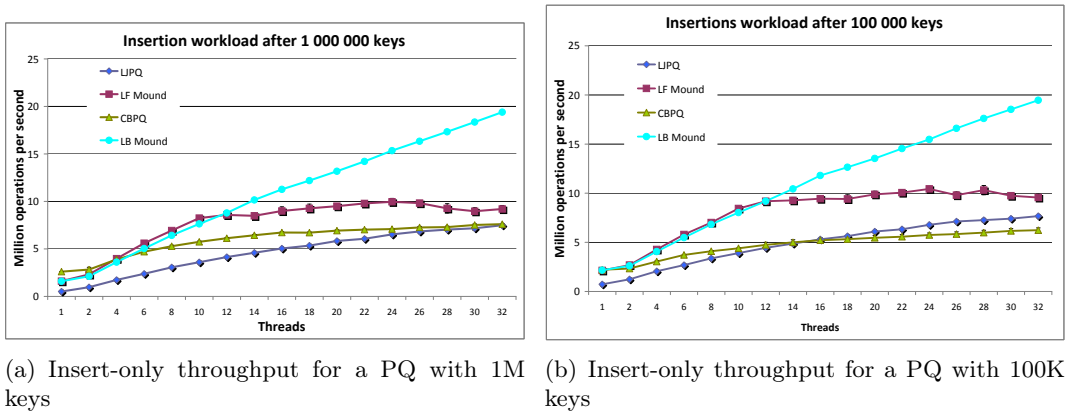 Insertion workload after 1 000 000 keys
Million operations per second
25
20
15
10
5
0
LJPQ
LF Mound
CBPQ
LB Mound
1 2 4 6 8 10 12 14 16 18 20 22 24 26 28 30 32
Threads
(a) Insert-only throughput for a PQ with 1M
keys
Insertions workload after 100 000 keys
Million operations per second
25
20
15
10
5
0
LJPQ
LF Mound
CBPQ
LB Mound
1 2 4 6 8 10 12 14 16 18 20 22 24 26 28 30 32
Threads
(b) Insert-only throughput for a PQ with 100K
keys